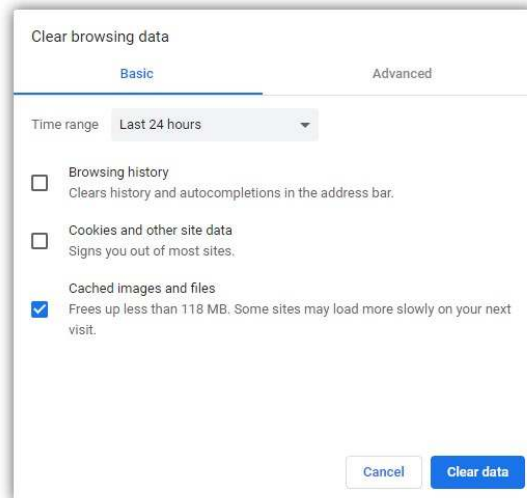 Clear browsing data
Basic
Advanced
Time range
Last 24 hours
Browsing history
Clears history and autocompletions in the address bar.
Cookies and other site data
Signs you out of most sites.
Cached images and files
Frees up less than 118 MB. Some sites may load more slowly on your next
visit.
Cancel
Clear data